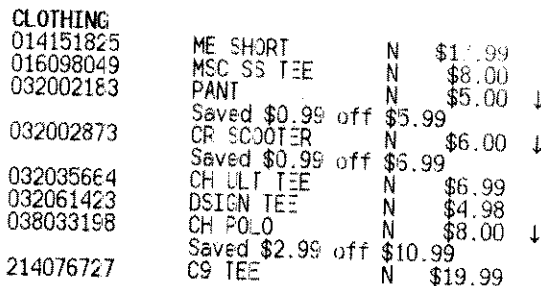 CLOTHING
014151825 ME SHORT N
016098049 MSC SS TEE N $8.00
032002183 PANT N $5.00 ↓
Saved $0.99 off $5.99
032002873 CR SCOOTER N $6.00 ↓
Saved $0.99 off $6.99
032035664 CH ULT TEE N $6.99
032061423 DSIGN TEE N $4.98
038033198 CH POLO N $8.00 ↓
Saved $2.99 off $10.99
214076727 C9 TEE N $19.99